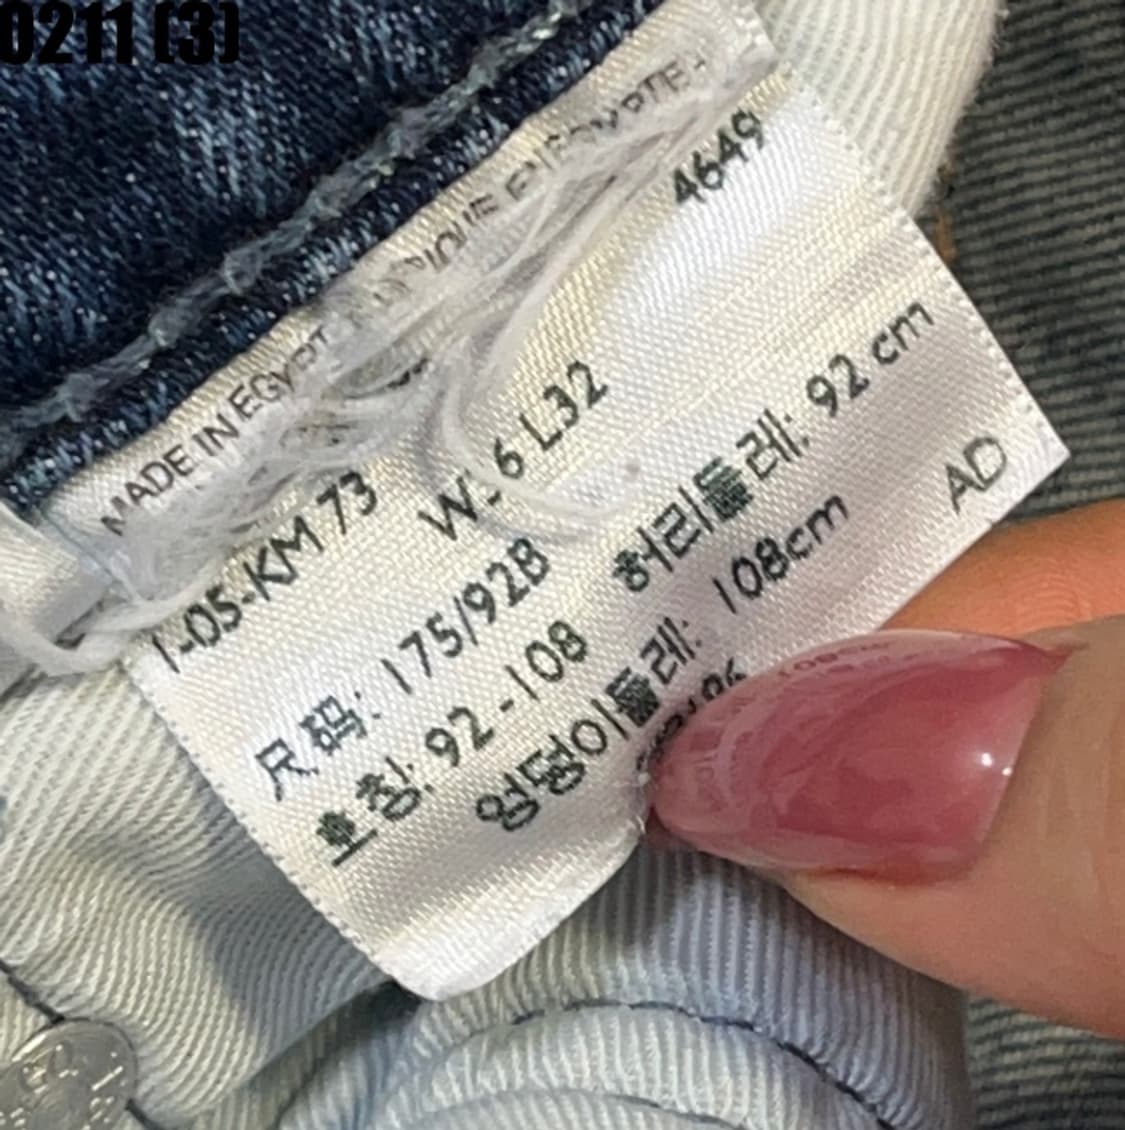 0211 (3)
MADE IN EGYPT
4649
1-05-KM 73
L32
尺码: 175/92B
호칭: 92-108
허리둘레: 92 cm
엉덩이둘레: 108cm
AD